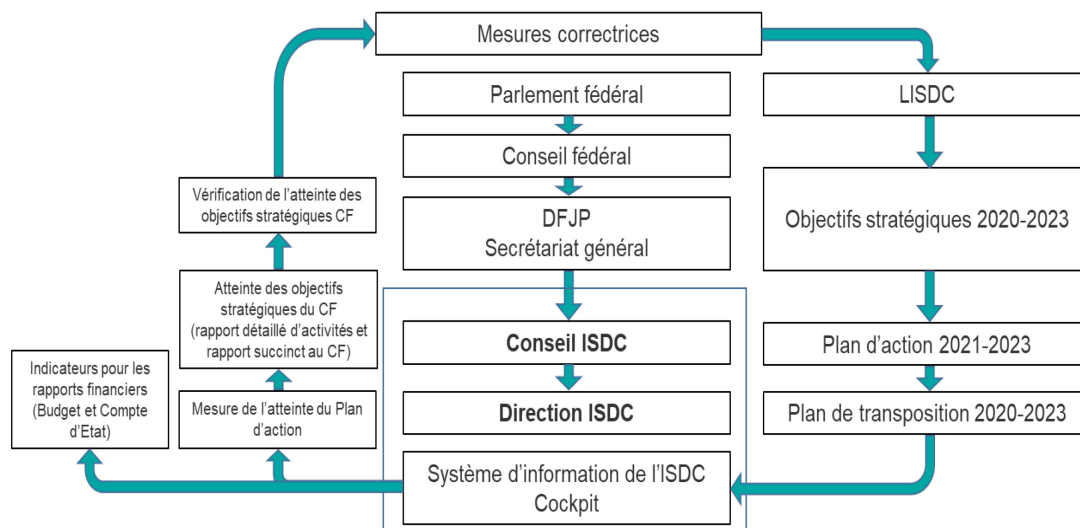 Mesures correctrices
Parlement fédéral
LISDC
Conseil fédéral
Vérification de l'atteinte des
objectifs stratégiques CF
DFJP
Secrétariat général
Objectifs stratégiques 2020-2023
Atteinte des objectifs
stratégiques du CF
(rapport détaillé d'activités et
rapport succinct au CF)
Conseil ISDC
Plan d'action 2021-2023
Indicateurs pour les
rapports financiers
(Budget et Compte
d'Etat)
Mesure de l'atteinte du Plan
d'action
Direction ISDC
Plan de transposition 2020-2023
Système d'information de l'ISDC
Cockpit